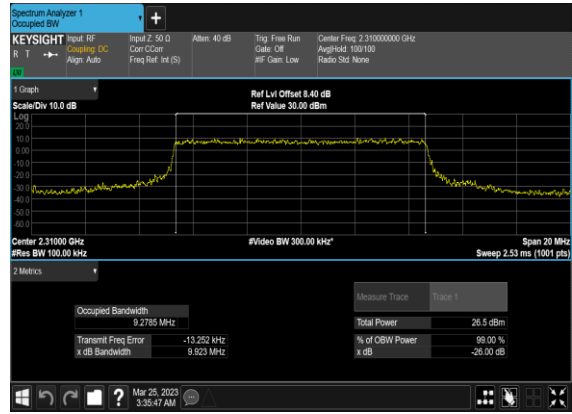 Spectrum Analyzer 1
Occupied BW
+
KEYSIGHT Input: RF Input Z: 50 Ω Atten: 40 dB Trig: Free Run Center Freq: 2.310000000 GHz
R T Coupling: DC Corr CCorr Gate: Off Avg|Hold: 100/100
Align: Auto Freq Ref: Int (S) #IF Gain: Low Radio Std: None
LW
1 Graph
Scale/Div 10.0 dB Ref Lvl Offset 8.40 dB
Ref Value 30.00 dBm
Log
20.0
10.0
0.00
-10.0
-20.0
-30.0
-40.0
-50.0
-60.0
Center 2.31000 GHz #Video BW 300.00 kHz* Span 20 MHz
#Res BW 100.00 kHz Sweep 2.53 ms (1001 pts)
2 Metrics
Measure Trace Trace 1
Occupied Bandwidth
9.2785 MHz Total Power 26.5 dBm
Transmit Freq Error -13.252 kHz % of OBW Power 99.00 %
x dB Bandwidth 9.923 MHz x dB -26.00 dB
? Mar 25, 2023
3:35:47 AM